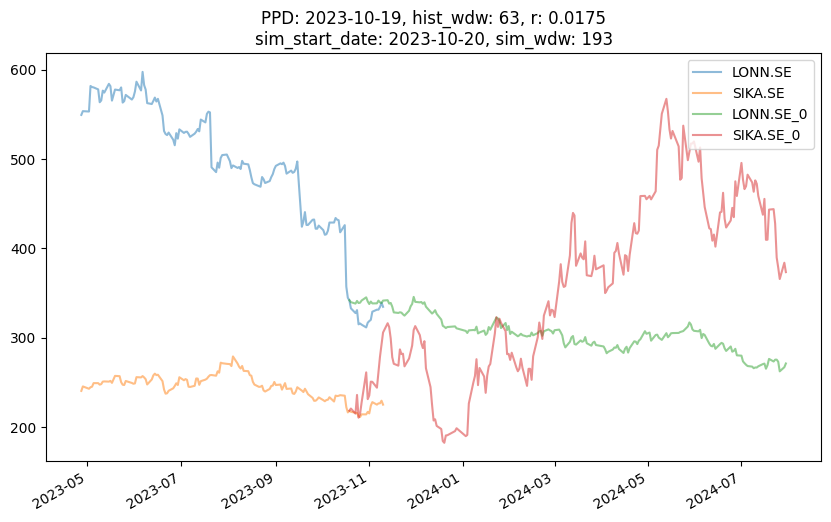 PPD: 2023-10-19, hist_wdw: 63, r: 0.0175
sim_start_date: 2023-10-20, sim_wdw: 193
LONN.SE
SIKA.SE
LONN.SE_0
SIKA.SE_0
600
500
400
300
200
2023-05
2023-07
2023-09
2023-11
2024-01
2024-03
2024-05
2024-07